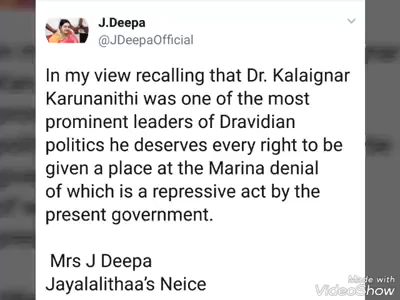 J.Deepa
@JDeepaOfficial
In my view recalling that Dr. Kalaignar
Karunanithi was one of the most
prominent leaders of Dravidian
politics he deserves every right to be
given a place at the Marina denial
of which is a repressive act by the
present government.
Mrs J Deepa
Jayalalithaa’s Neice
Made with
VideoShow